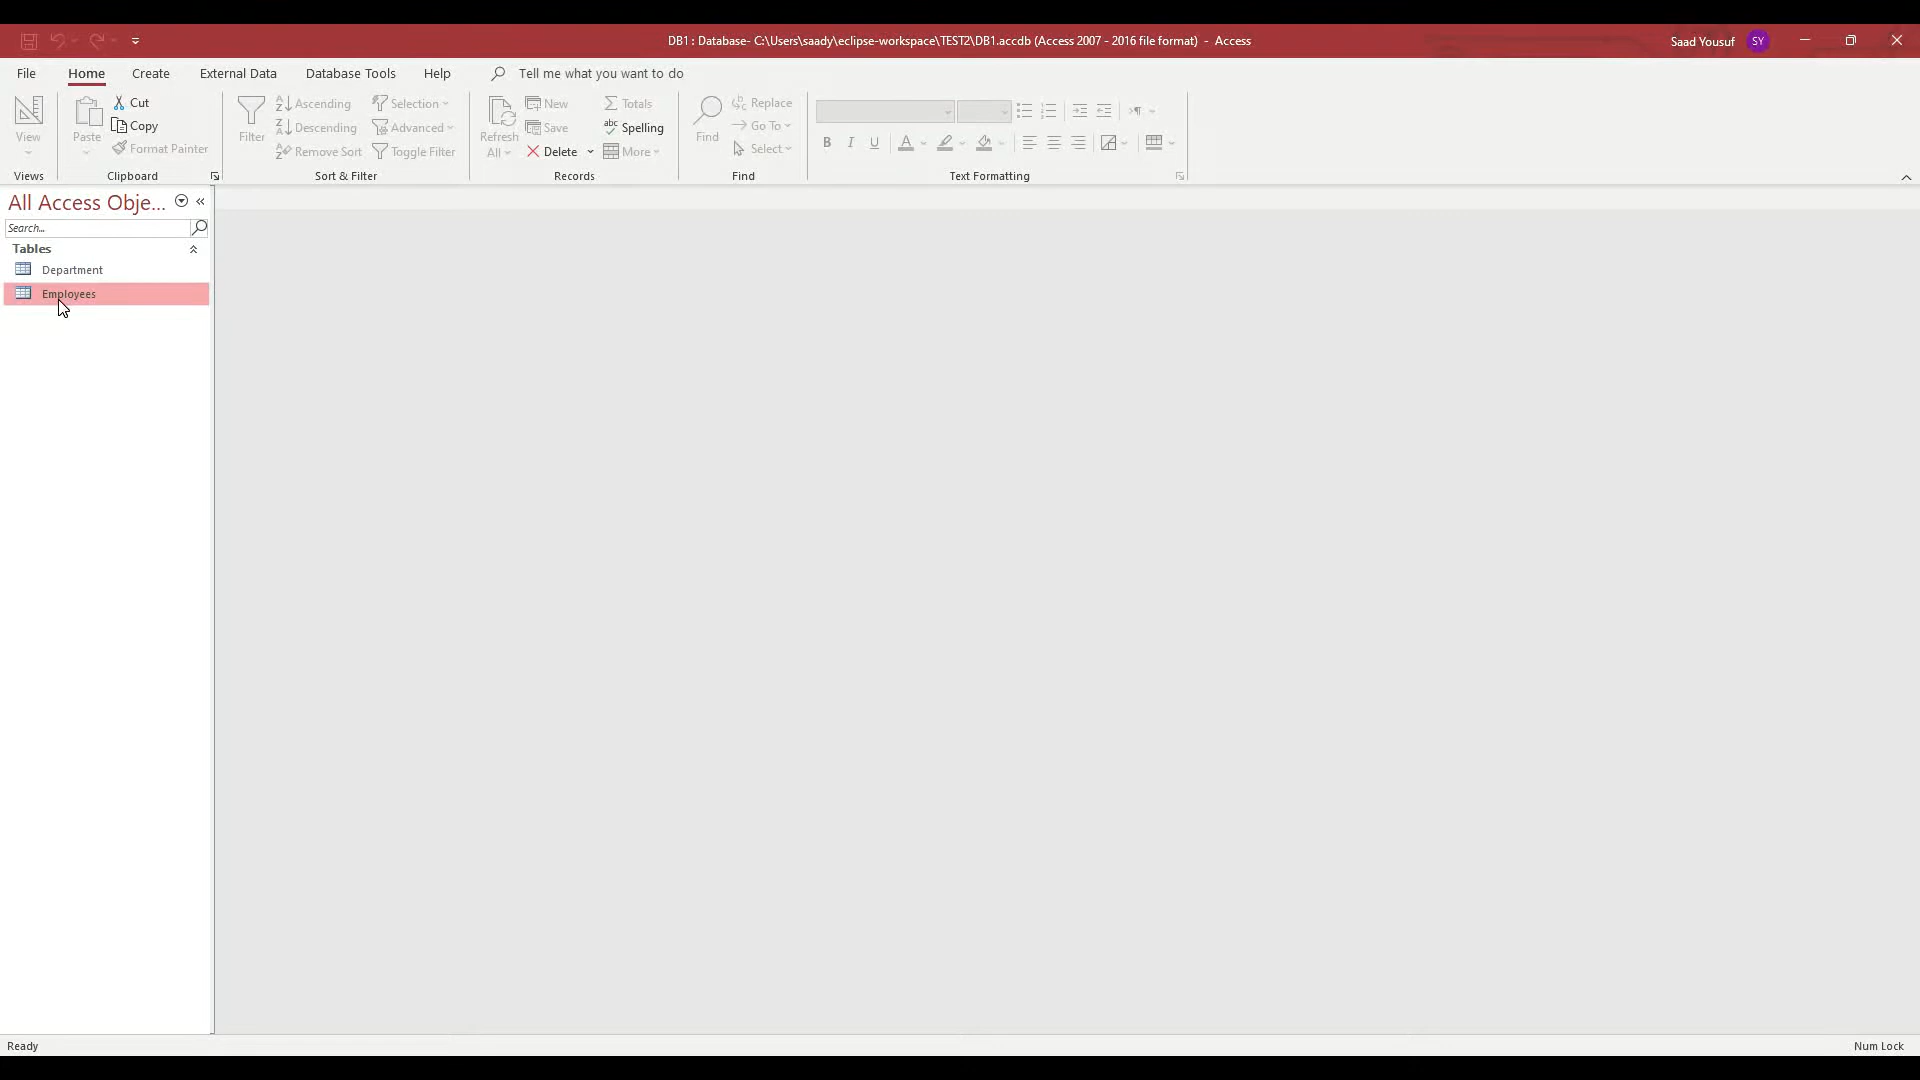 DB1 : Database- C:\Users\saady\eclipse-workspace\TEST2\DB1.accdb (Access 2007 - 2016 file format) - Access
Saad Yousuf SY
File Home Create External Data Database Tools Help Tell me what you want to do
View
Paste
Cut
Copy
Format Painter
Filter
Ascending
Descending
Remove Sort
Selection
Advanced
Toggle Filter
Refresh
All
New
Save
Delete
Totals
Spelling
More
Find
Replace
Go To
Select
B I U A
Views Clipboard Sort & Filter Records Find Text Formatting
All Access Obje...
Search...
Tables
Department
Employees
Ready
Num Lock